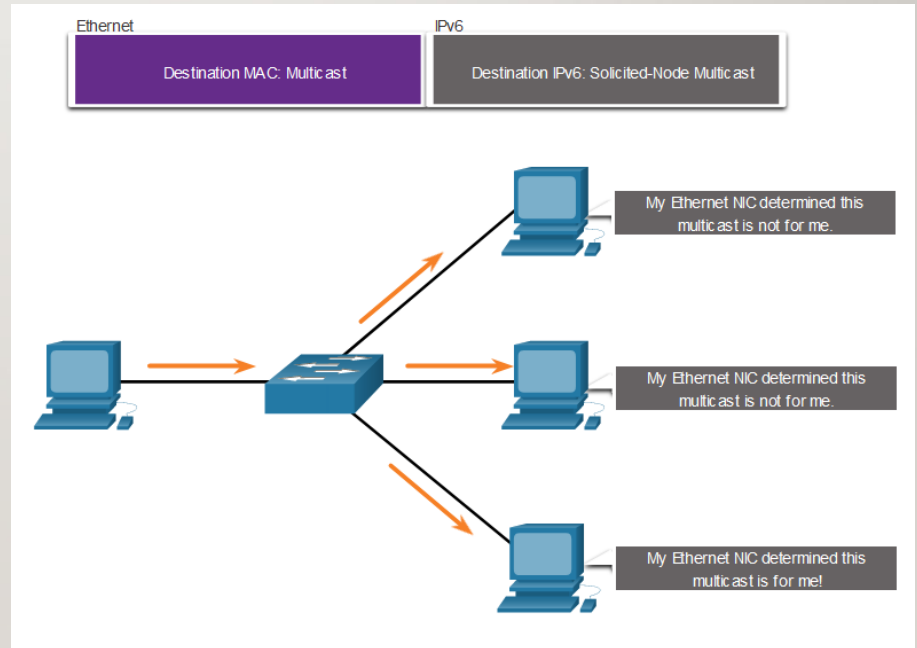 Ethernet
IPv6
Destination MAC: Multicast
Destination IPv6: Solicited-Node Multicast
My Ethernet NIC determined this
multicast is not for me.
My Ethernet NIC determined this
multicast is not for me.
My Ethernet NIC determined this
multicast is for me!